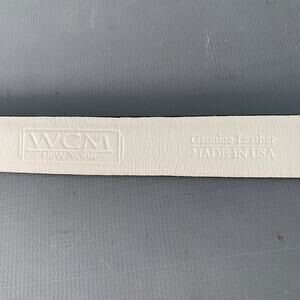 WCM
NEW YORK
Genuine Leather
MADE IN USA